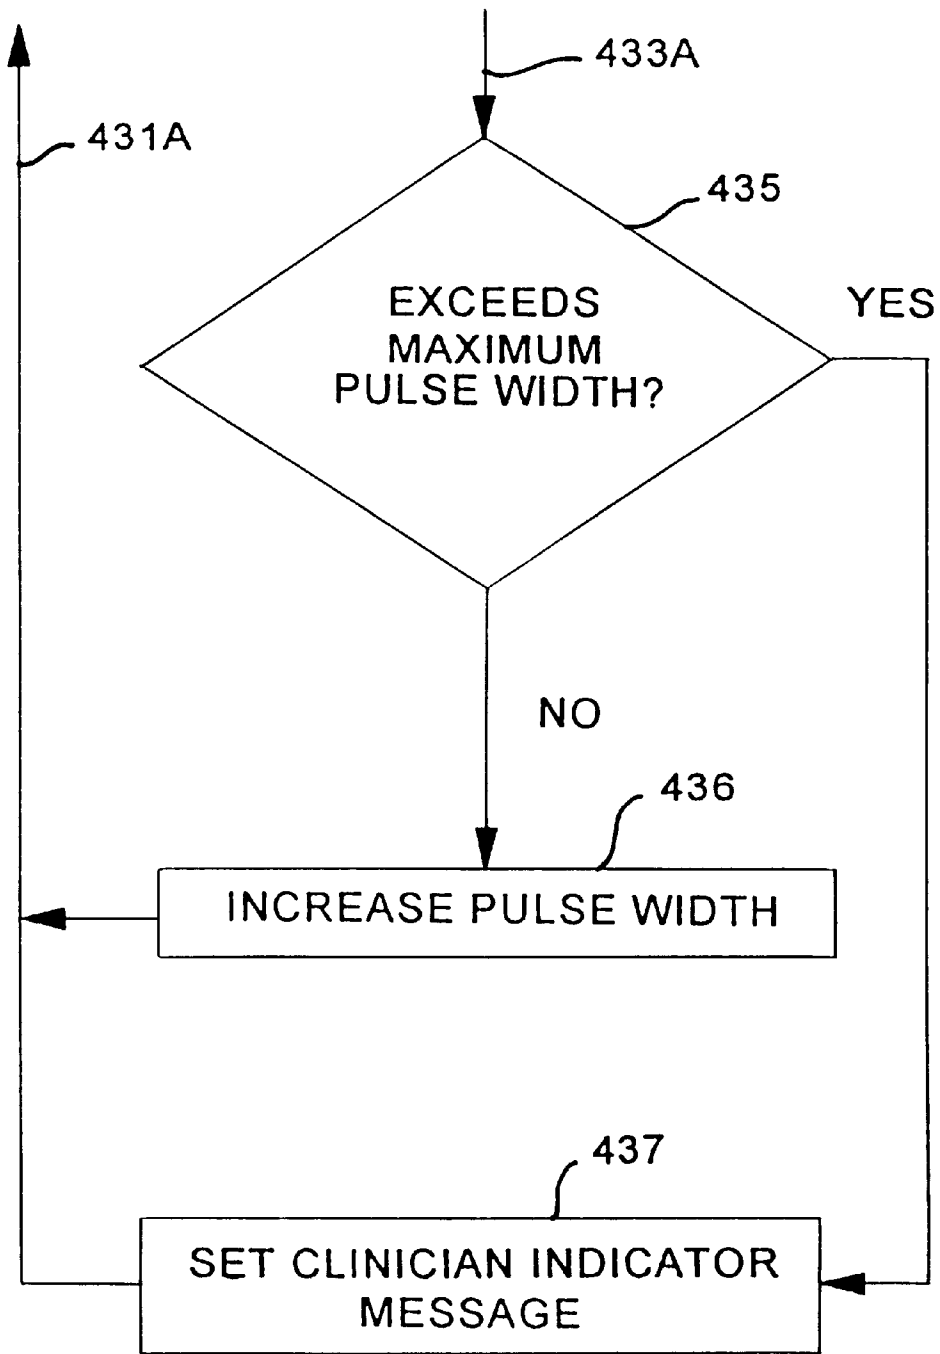 433A
431A
435
EXCEEDS
MAXIMUM
PULSE WIDTH?
YES
NO
436
INCREASE PULSE WIDTH
437
SET CLINICIAN INDICATOR
MESSAGE